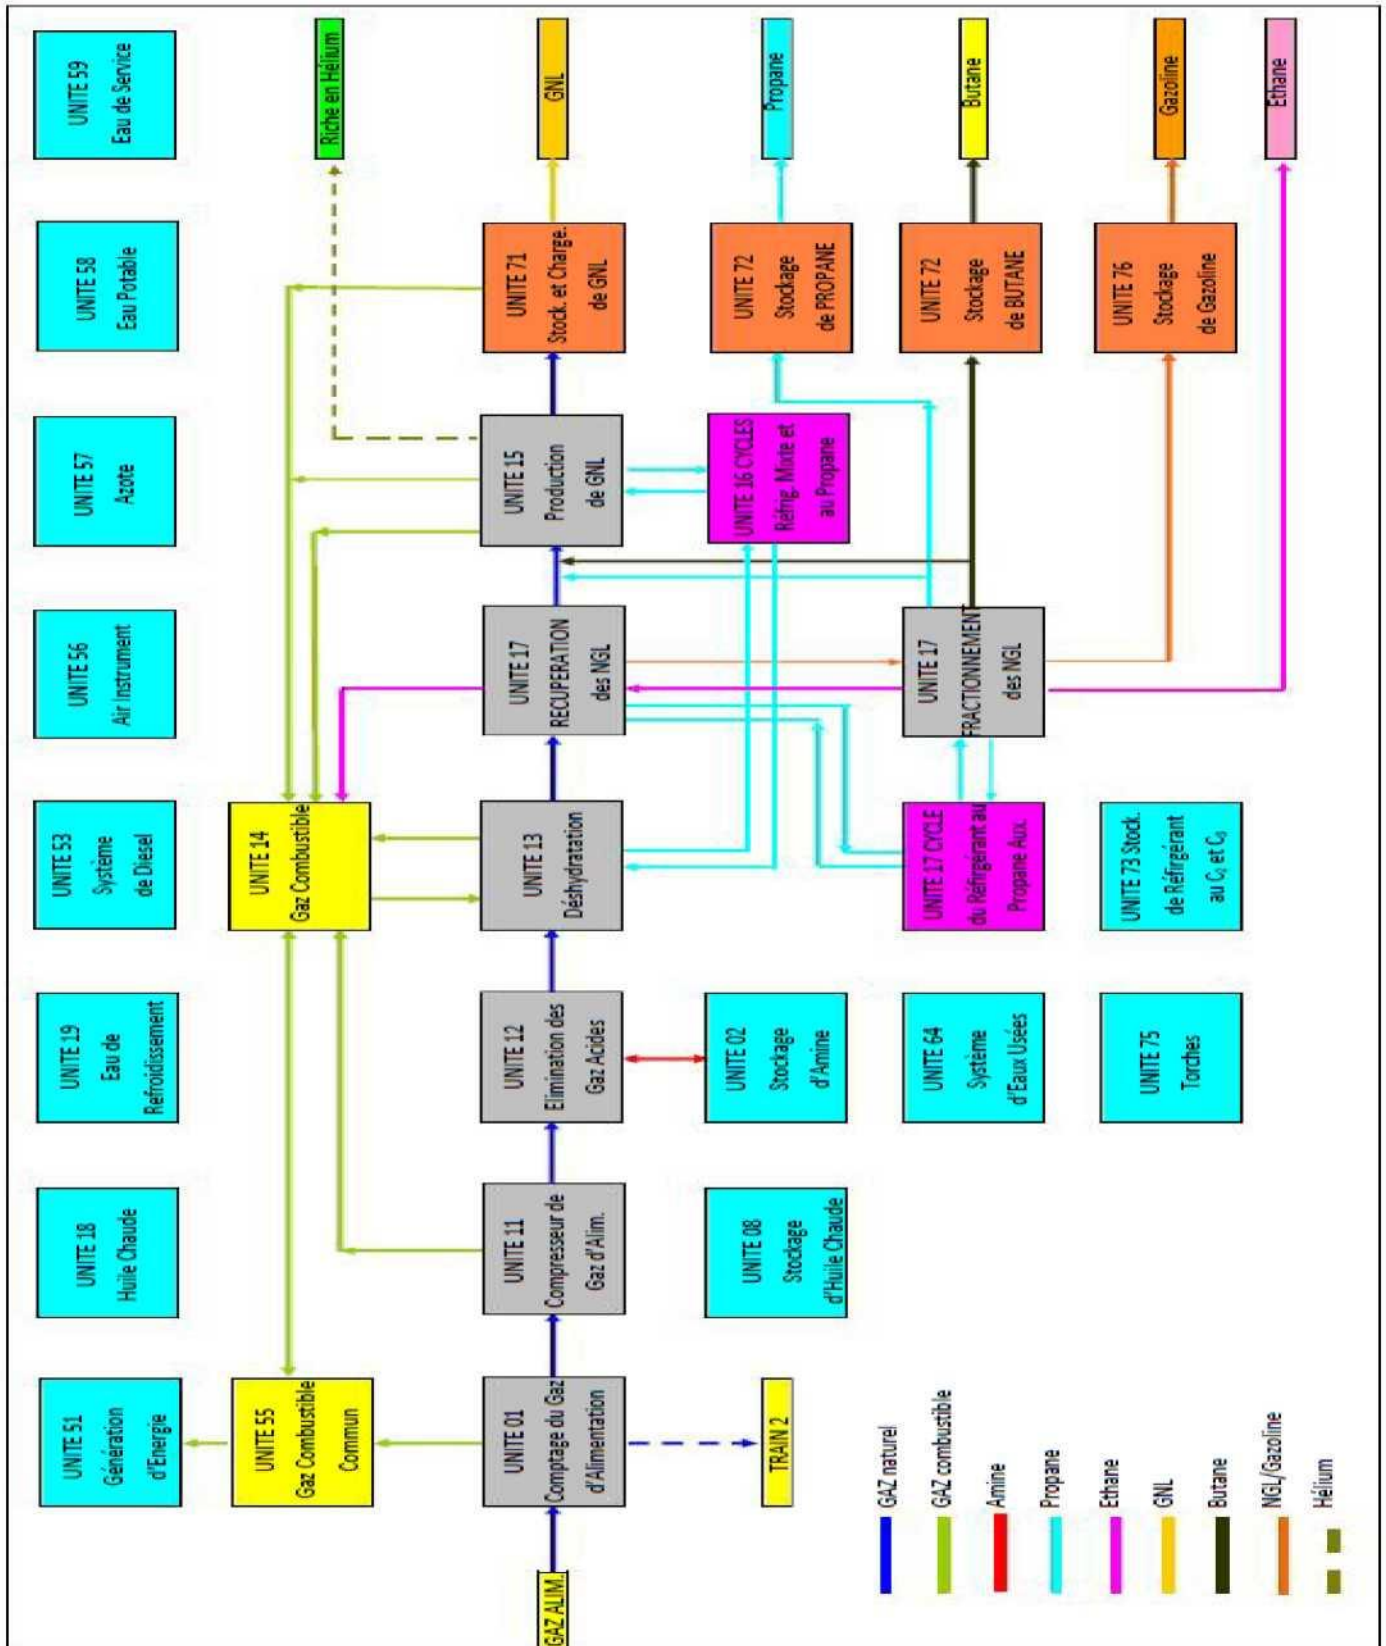 UNITE 51
Génération
d'Energie
UNITE 18
Huile Chaude
UNITE 19
Eau de
Refroidissement
UNITE 53
Système
de Diesel
UNITE 56
Air Instrument
UNITE 57
Azote
UNITE 58
Eau Potable
UNITE 59
Eau de Service
UNITE 55
Gaz Combustible
Commun
UNITE 14
Gaz Combustible
Riche en Hélium
GAZ ALIM.
UNITE 01
Comptage du Gaz
d'Alimentation
UNITE 11
Compresseur de
Gaz d'Alim.
UNITE 12
Elimination des
Gaz Acides
UNITE 13
Déshydratation
UNITE 17
RECUPERATION
des NGL
UNITE 15
Production
de GNL
UNITE 71
Stock. et Charge.
de GNL
GNL
TRAIN 2
UNITE 08
Stockage
d'Huile Chaude
UNITE 02
Stockage
d'Amine
UNITE 16 CYCLES
Réfrig. Mixte et
au Propane
UNITE 72
Stockage
de PROPANE
Propane
UNITE 64
Système
d'Eaux Usées
UNITE 17 CYCLE
du Réfirgérant au
Propane Aux.
UNITE 17
FRACTIONNEMENT
des NGL
UNITE 72
Stockage
de BUTANE
Butane
UNITE 75
Torches
UNITE 73 Stock.
de Réfirgérant
au C₂ et C₃
UNITE 76
Stockage
de Gazoline
Gazoline
Ethane
GAZ naturel
GAZ combustible
Amine
Propane
Ethane
GNL
Butane
NGL/Gazoline
Hélium